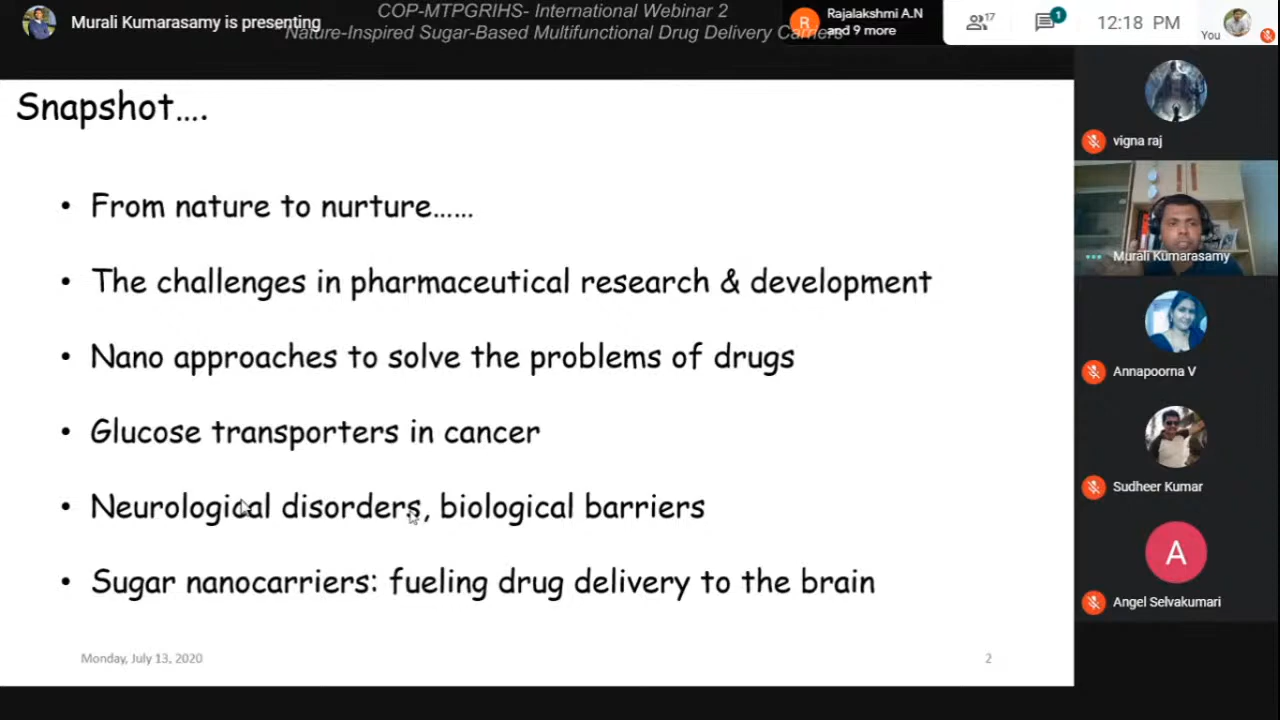 Murali Kumarasamy is presenting
COP-MTPGRIHS- International Webinar 2
Nature-Inspired Sugar-Based Multifunctional Drug Delivery Carriers
R
Rajalakshmi A.N
and 9 more
17
1
12:18 PM
You
Snapshot....
• From nature to nurture......
• The challenges in pharmaceutical research & development
• Nano approaches to solve the problems of drugs
• Glucose transporters in cancer
• Neurological disorders, biological barriers
• Sugar nanocarriers: fueling drug delivery to the brain
Monday, July 13, 2020
2
vigna raj
Murali Kumarasamy
Annapoorna V
Sudheer Kumar
A
Angel Selvakumari